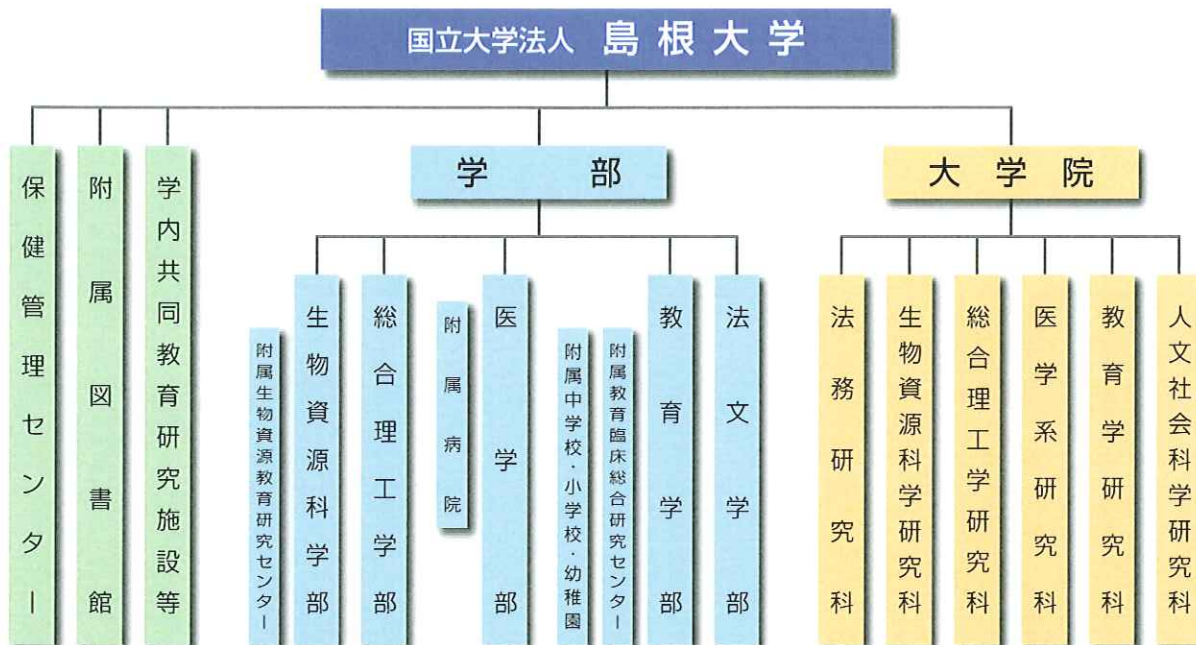 国立大学法人 島根大学
学部
大学院
人文社会科学研究科
教育学研究科
医学系研究科
総合理工学研究科
生物資源科学研究科
法務研究科
法文学部
教育学部
附属教育臨床総合研究センター
附属中学校・小学校・幼稚園
医学部
附属病院
総合理工学部
生物資源科学部
附属生物資源教育研究センター
学内共同教育研究施設等
附属図書館
保健管理センター